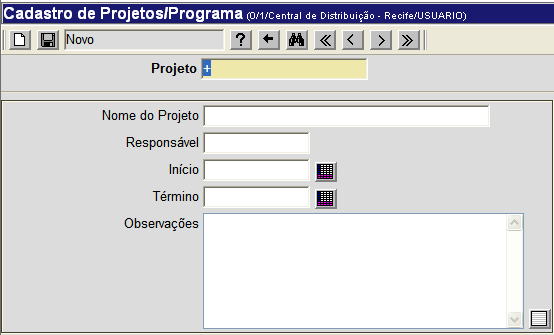 Cadastro de Projetos/Programa (0/1/Central de Distribuição - Recife/USUARIO)
Novo ?
Projeto +
Nome do Projeto
Responsável
Início
Término
Observações